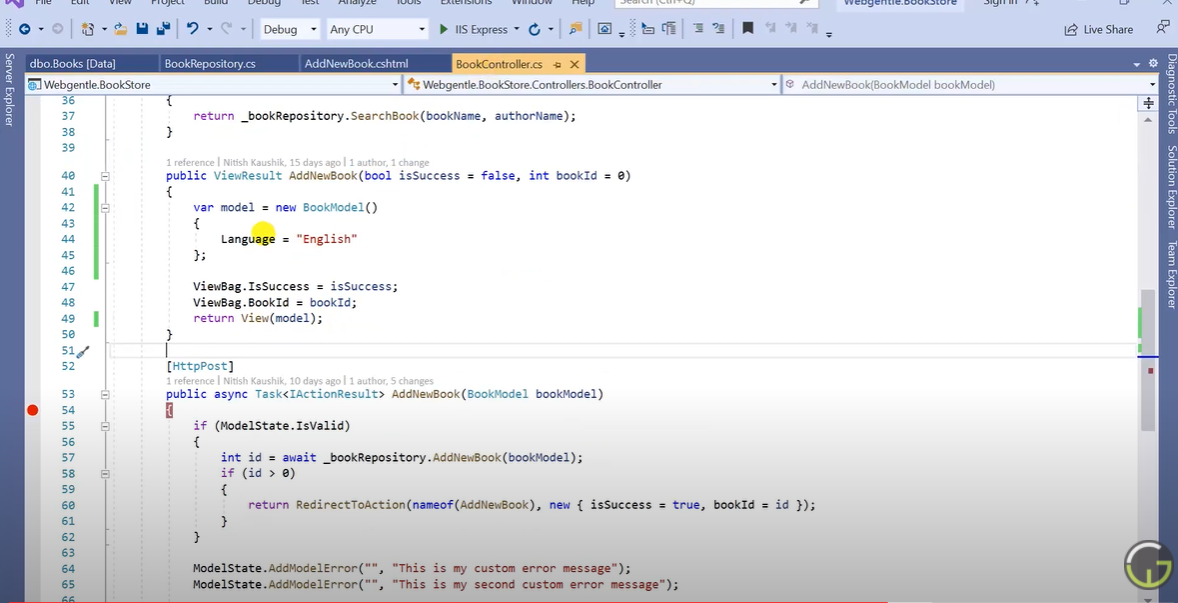 File Edit View Project Build Debug Test Analyze Tools Extensions Window Help Search (Ctrl+Q) Webgentle.BookStore Sign in
Debug Any CPU IIS Express Live Share
dbo.Books [Data] BookRepository.cs AddNewBook.cshtml BookController.cs
Webgentle.BookStore Webgentle.BookStore.Controllers.BookController AddNewBook(BookModel bookModel)
Server Explorer
Diagnostic Tools
Solution Explorer
Team Explorer
36 {
37 return _bookRepository.SearchBook(bookName, authorName);
38 }
39
1 reference | Nitish Kaushik, 15 days ago | 1 author, 1 change
40 public ViewResult AddNewBook(bool isSuccess = false, int bookId = 0)
41 {
42 var model = new BookModel()
43 {
44 Language = "English"
45 };
46
47 ViewBag.IsSuccess = isSuccess;
48 ViewBag.BookId = bookId;
49 return View(model);
50 }
51
52 [HttpPost]
1 reference | Nitish Kaushik, 10 days ago | 1 author, 5 changes
53 public async Task<IActionResult> AddNewBook(BookModel bookModel)
54 {
55 if (ModelState.IsValid)
56 {
57 int id = await _bookRepository.AddNewBook(bookModel);
58 if (id > 0)
59 {
60 return RedirectToAction(nameof(AddNewBook), new { isSuccess = true, bookId = id });
61 }
62 }
63
64 ModelState.AddModelError("", "This is my custom error message");
65 ModelState.AddModelError("", "This is my second custom error message");
66